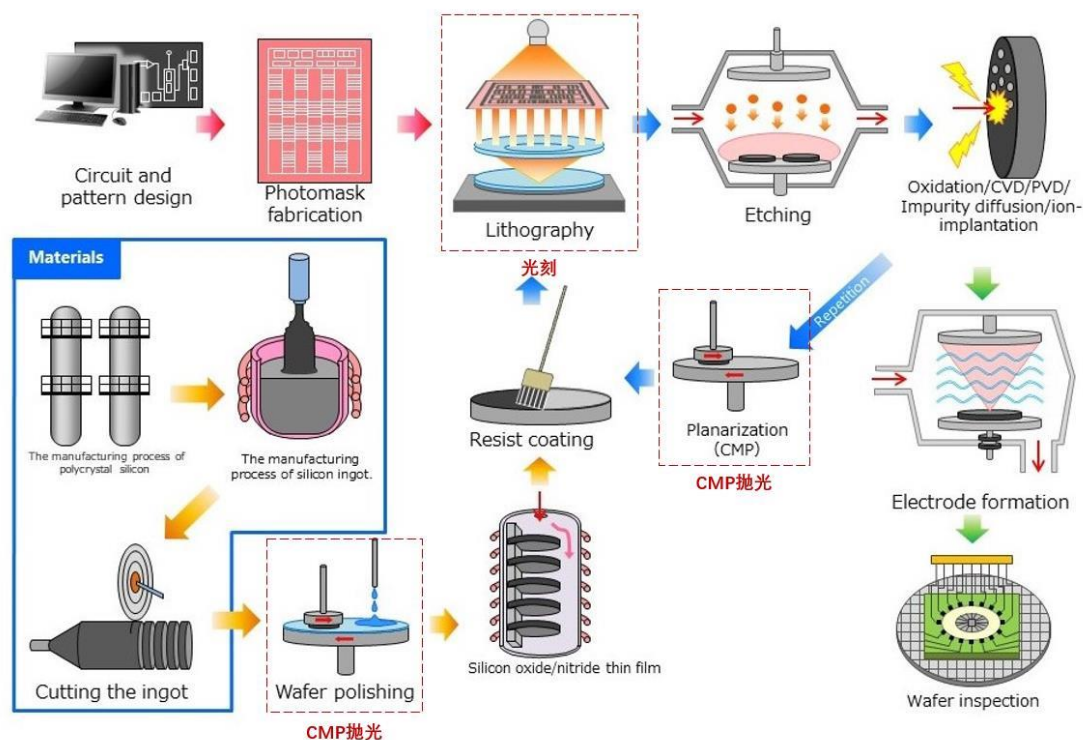 Circuit and
pattern design
Photomask
fabrication
Lithography
光刻
Etching
Oxidation/CVD/PVD/
Impurity diffusion/ion-
implantation
Materials
The manufacturing process of
polycrystal silicon
The manufacturing
process of silicon ingot.
Resist coating
Repetition
Planarization
(CMP)
CMP抛光
Electrode formation
Cutting the ingot
Wafer polishing
CMP抛光
Silicon oxide/nitride thin film
Wafer inspection